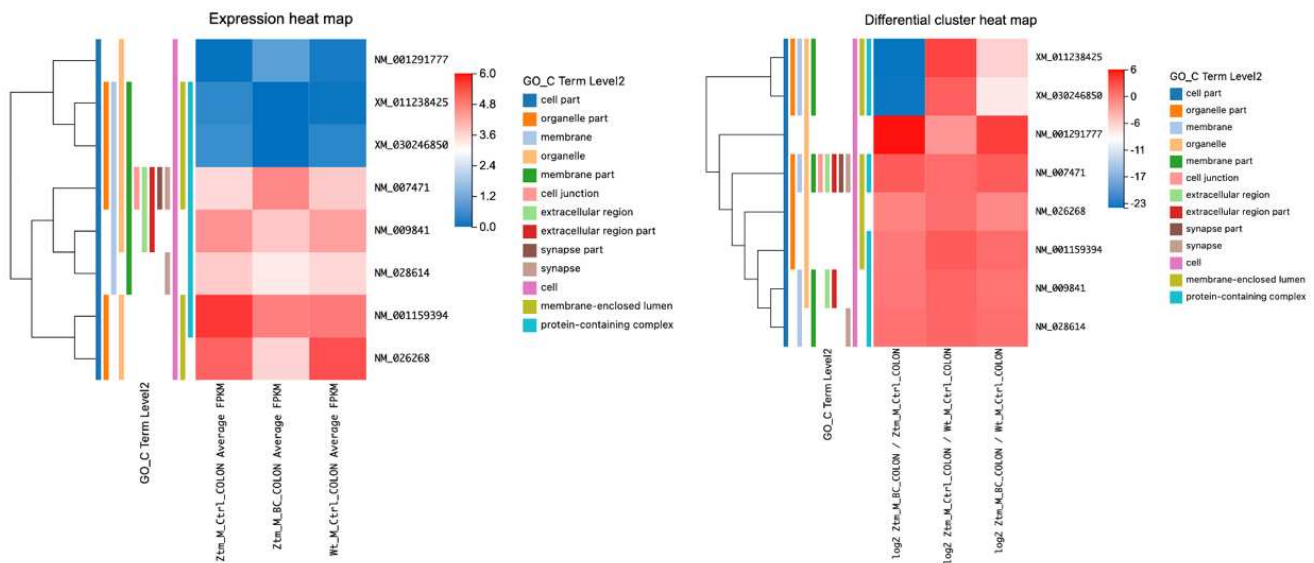 Expression heat map
NM_001291777
XM_011238425
XM_030246850
NM_007471
NM_009841
NM_028614
NM_001159394
NM_026268
6.0
4.8
3.6
2.4
1.2
0.0
GO_C Term Level2
cell part
organelle part
membrane
organelle
membrane part
cell junction
extracellular region
extracellular region part
synapse part
synapse
cell
membrane-enclosed lumen
protein-containing complex
GO_C Term Level2
Ztm_M_Ctrl_COLON Average FPKM
Ztm_M_BC_COLON Average FPKM
Wt_M_Ctrl_COLON Average FPKM
Differential cluster heat map
XM_011238425
XM_030246850
NM_001291777
NM_007471
NM_026268
NM_001159394
NM_009841
NM_028614
6
0
-6
-11
-17
-23
GO_C Term Level2
cell part
organelle part
membrane
organelle
membrane part
cell junction
extracellular region
extracellular region part
synapse part
synapse
cell
membrane-enclosed lumen
protein-containing complex
GO_C Term Level2
log2 Ztm_M_BC_COLON / Ztm_M_Ctrl_COLON
log2 Ztm_M_Ctrl_COLON / Wt_M_Ctrl_COLON
log2 Ztm_M_BC_COLON / Wt_M_Ctrl_COLON